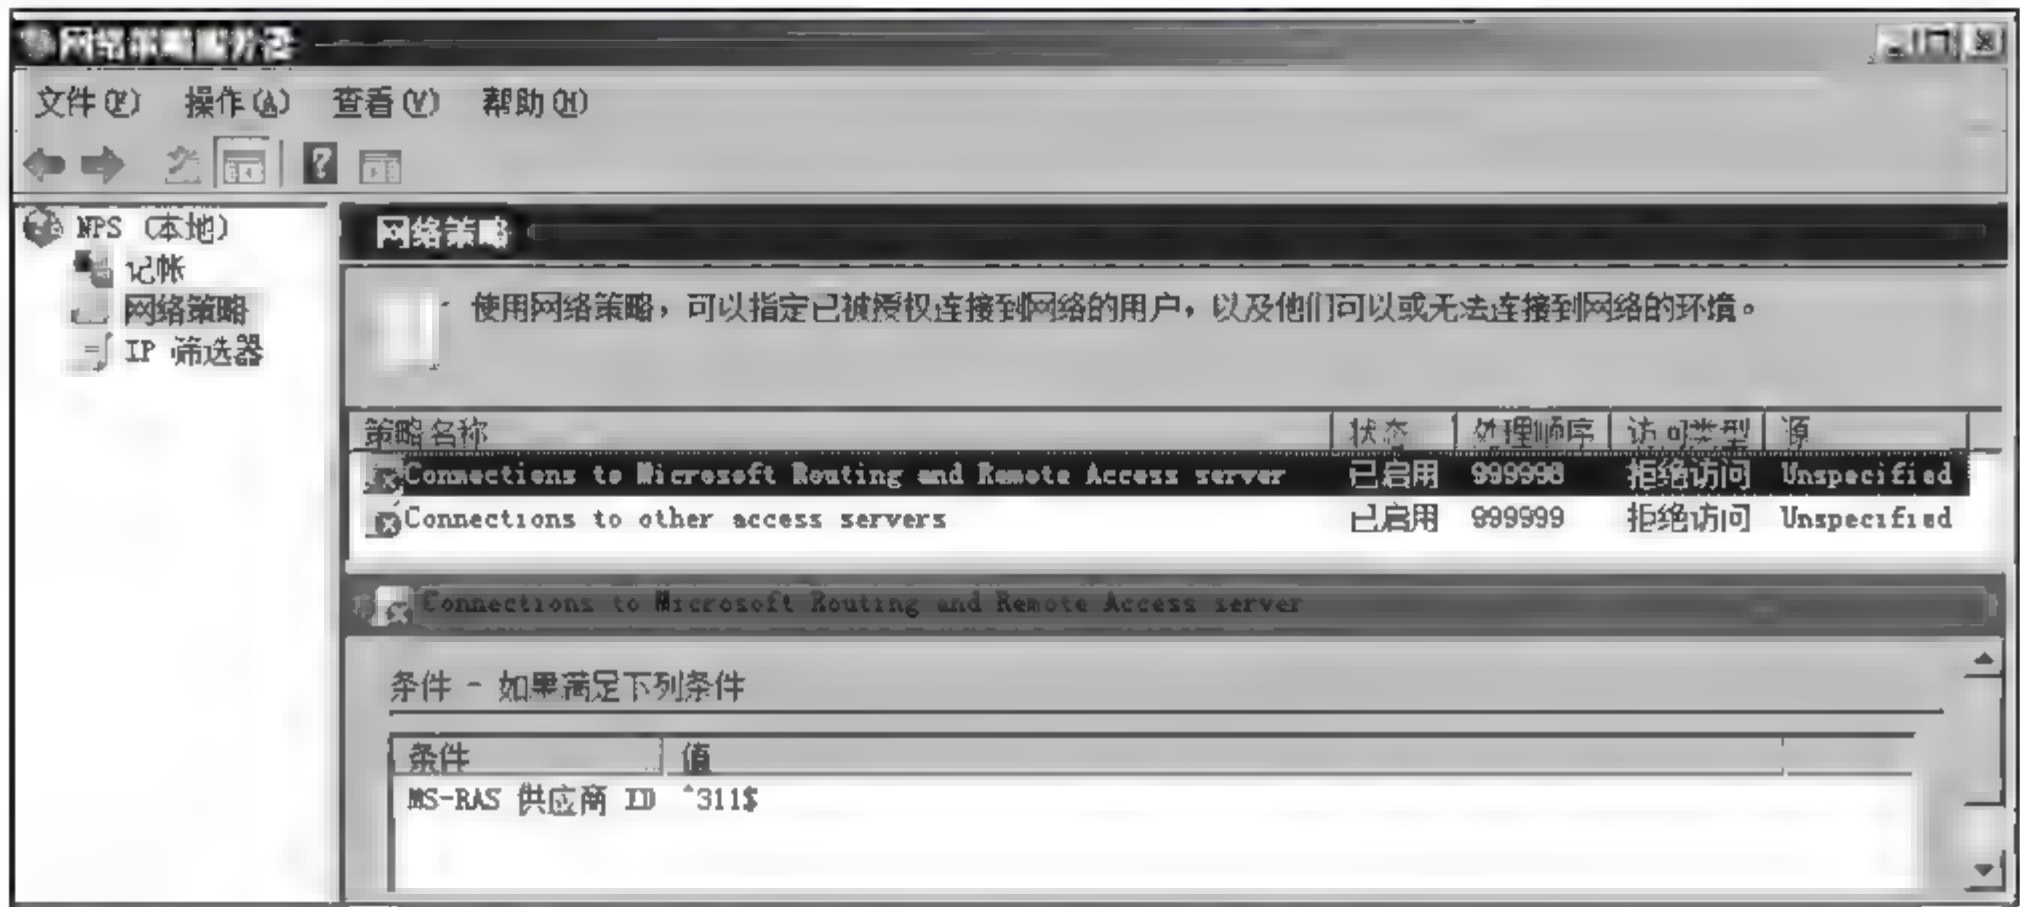 网络策略服务器
文件(F) 操作(A) 查看(V) 帮助(H)
NPS (本地)
记帐
网络策略
IP 筛选器
网络策略
使用网络策略，可以指定已被授权连接到网络的用户，以及他们可以或无法连接到网络的环境。
策略名称 状态 处理顺序 访问类型 源
Connections to Microsoft Routing and Remote Access server 已启用 999998 拒绝访问 Unspecified
Connections to other access servers 已启用 999999 拒绝访问 Unspecified
Connections to Microsoft Routing and Remote Access server
条件 - 如果满足下列条件
条件 值
MS-RAS 供应商 ID ^311$